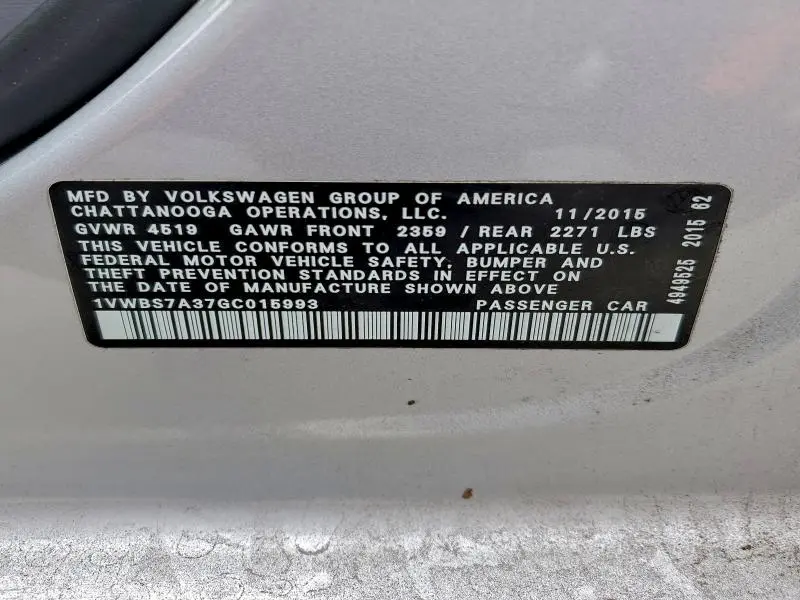 MFD BY VOLKSWAGEN GROUP OF AMERICA
CHATTANOOGA OPERATIONS, LLC. 11/2015
GVWR 4519 GAWR FRONT 2359 / REAR 2271 LBS
THIS VEHICLE CONFORMS TO ALL APPLICABLE U.S.
FEDERAL MOTOR VEHICLE SAFETY, BUMPER AND
THEFT PREVENTION STANDARDS IN EFFECT ON
THE DATE OF MANUFACTURE SHOWN ABOVE
1VWBS7A37GC015993 PASSENGER CAR
4949525 2015 62